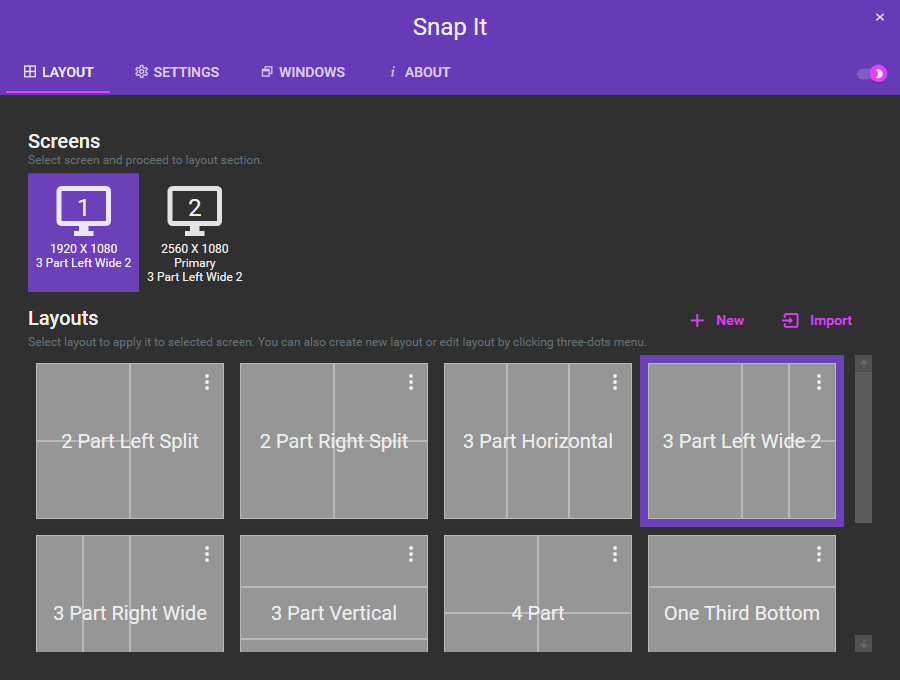 Snap It
LAYOUT
SETTINGS
WINDOWS
i ABOUT
Screens
Select screen and proceed to layout section.
1
1920 X 1080
3 Part Left Wide 2
2
2560 X 1080
Primary
3 Part Left Wide 2
Layouts
+ New
Import
Select layout to apply it to selected screen. You can also create new layout or edit layout by clicking three-dots menu.
2 Part Left Split
2 Part Right Split
3 Part Horizontal
3 Part Left Wide 2
3 Part Right Wide
3 Part Vertical
4 Part
One Third Bottom